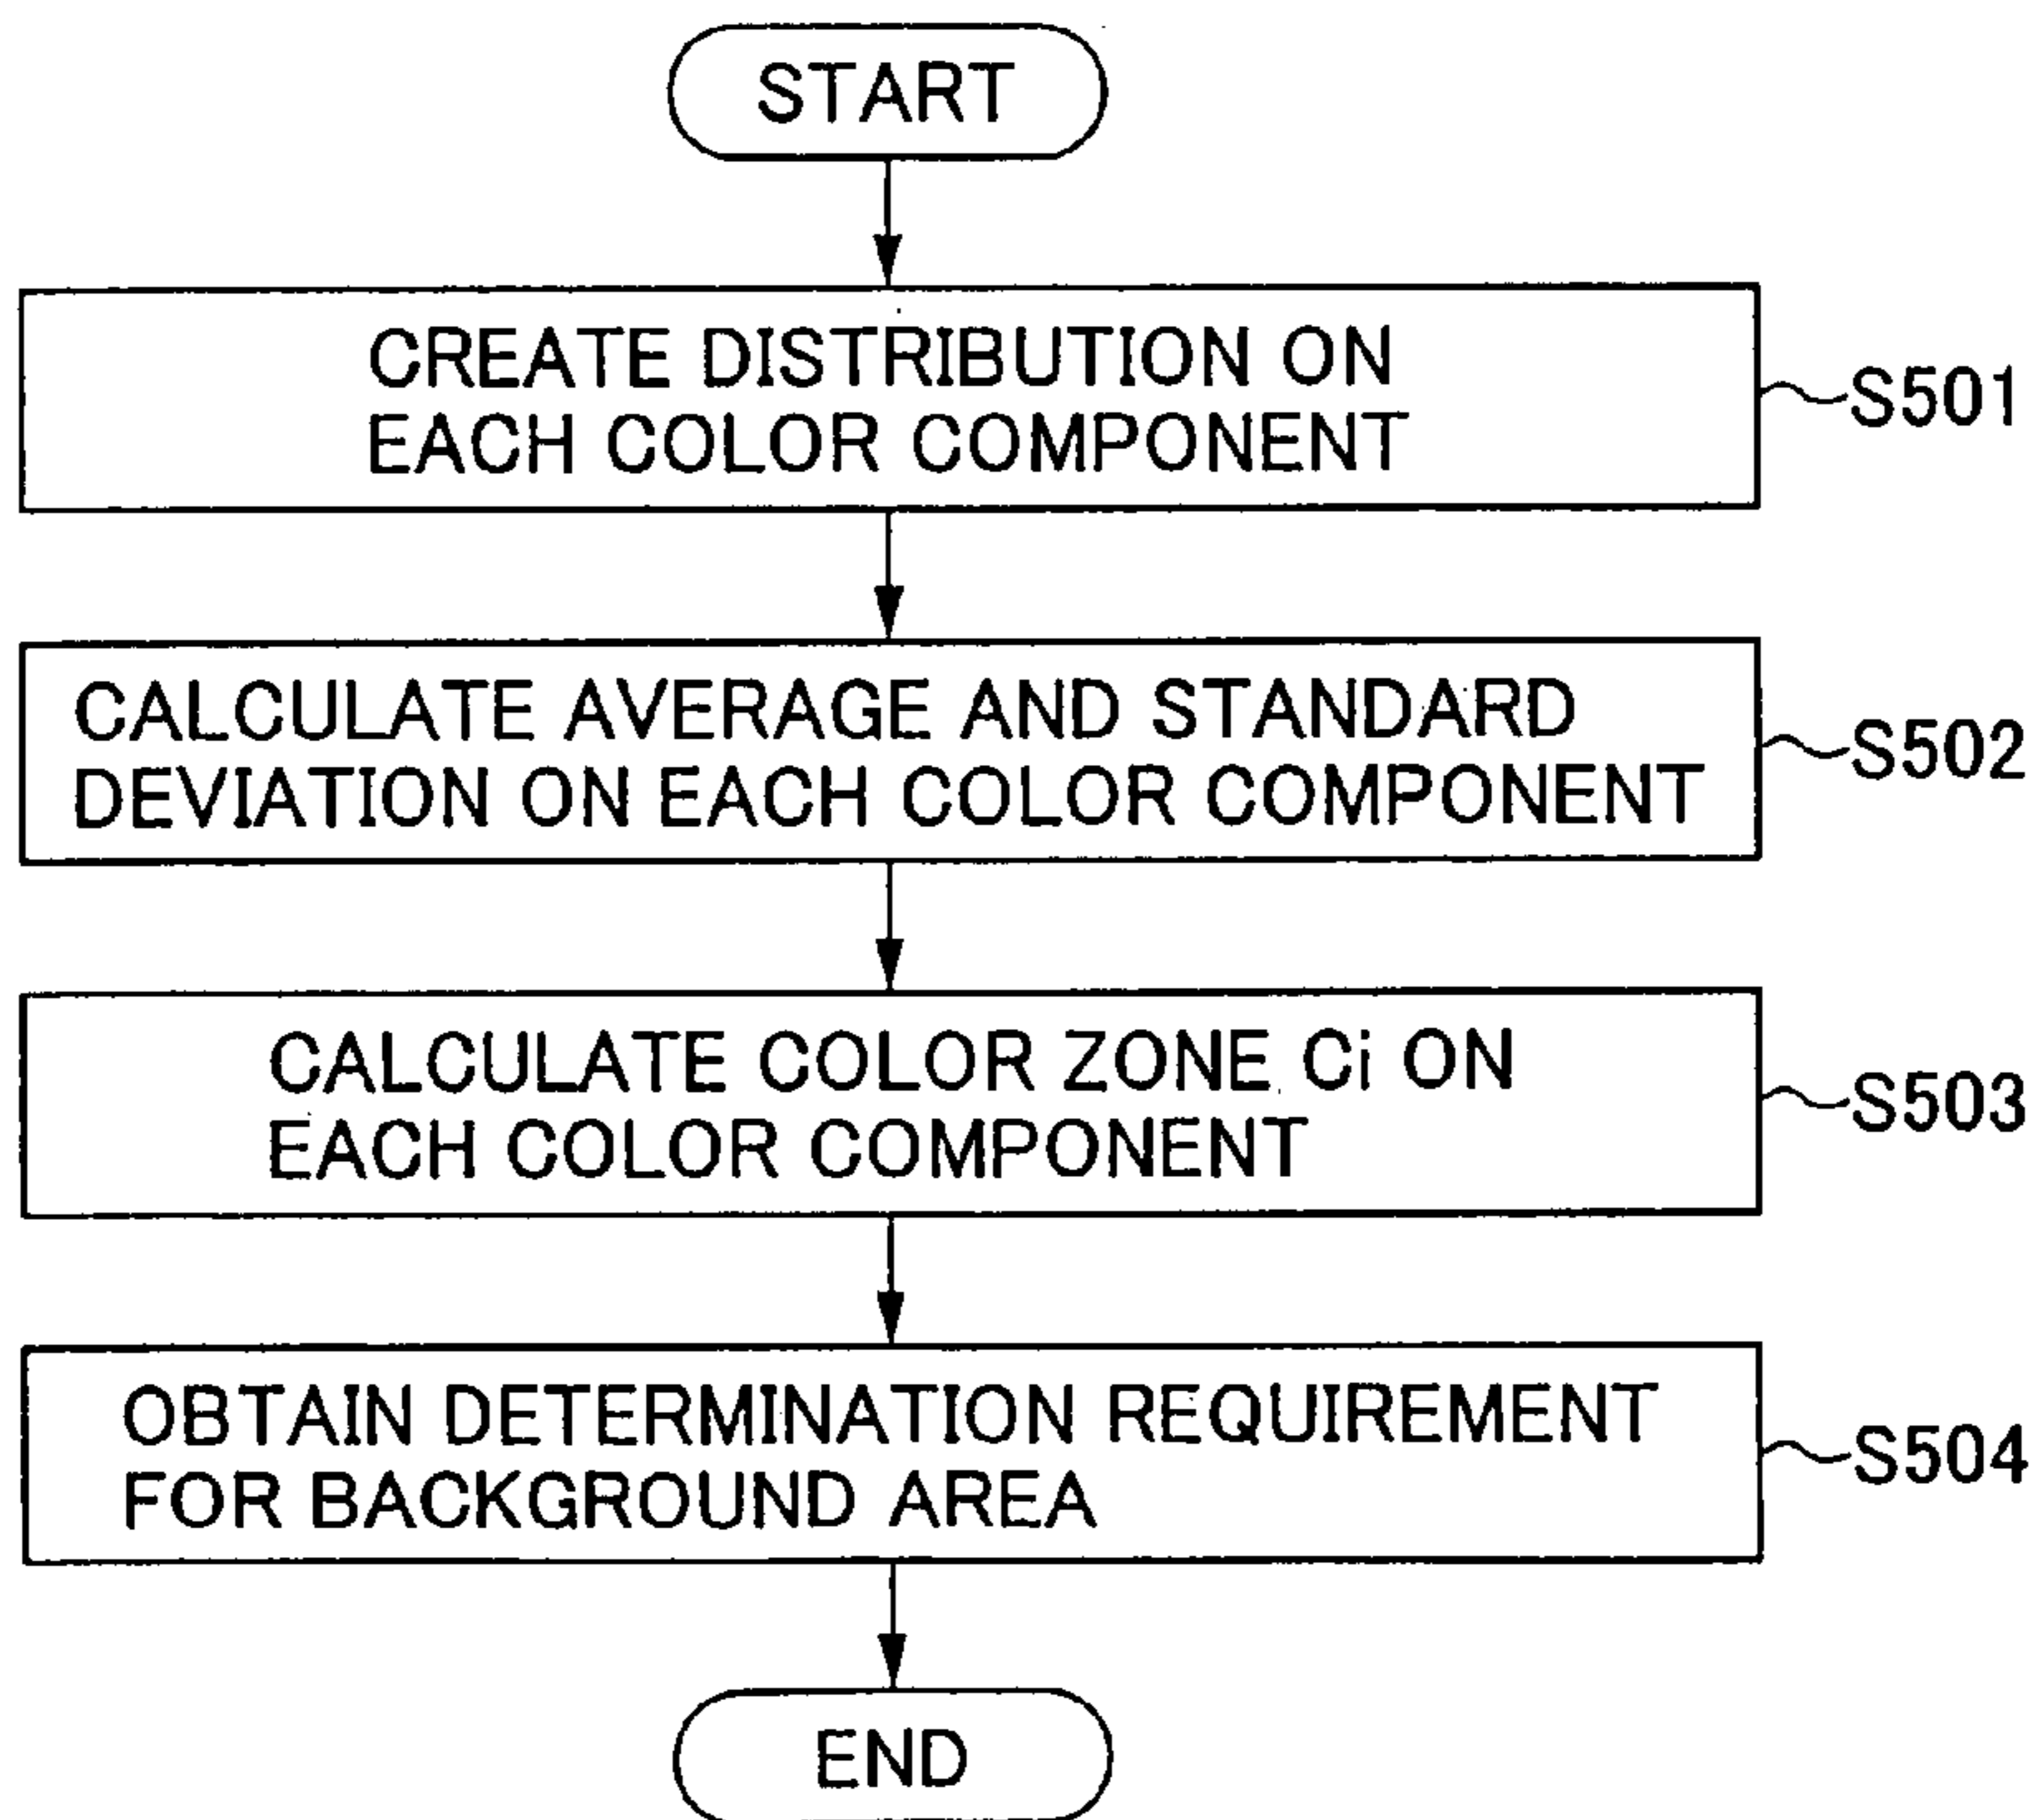 START
CREATE DISTRIBUTION ON
EACH COLOR COMPONENT
S501
CALCULATE AVERAGE AND STANDARD
DEVIATION ON EACH COLOR COMPONENT
S502
CALCULATE COLOR ZONE Ci ON
EACH COLOR COMPONENT
S503
OBTAIN DETERMINATION REQUIREMENT
FOR BACKGROUND AREA
S504
END